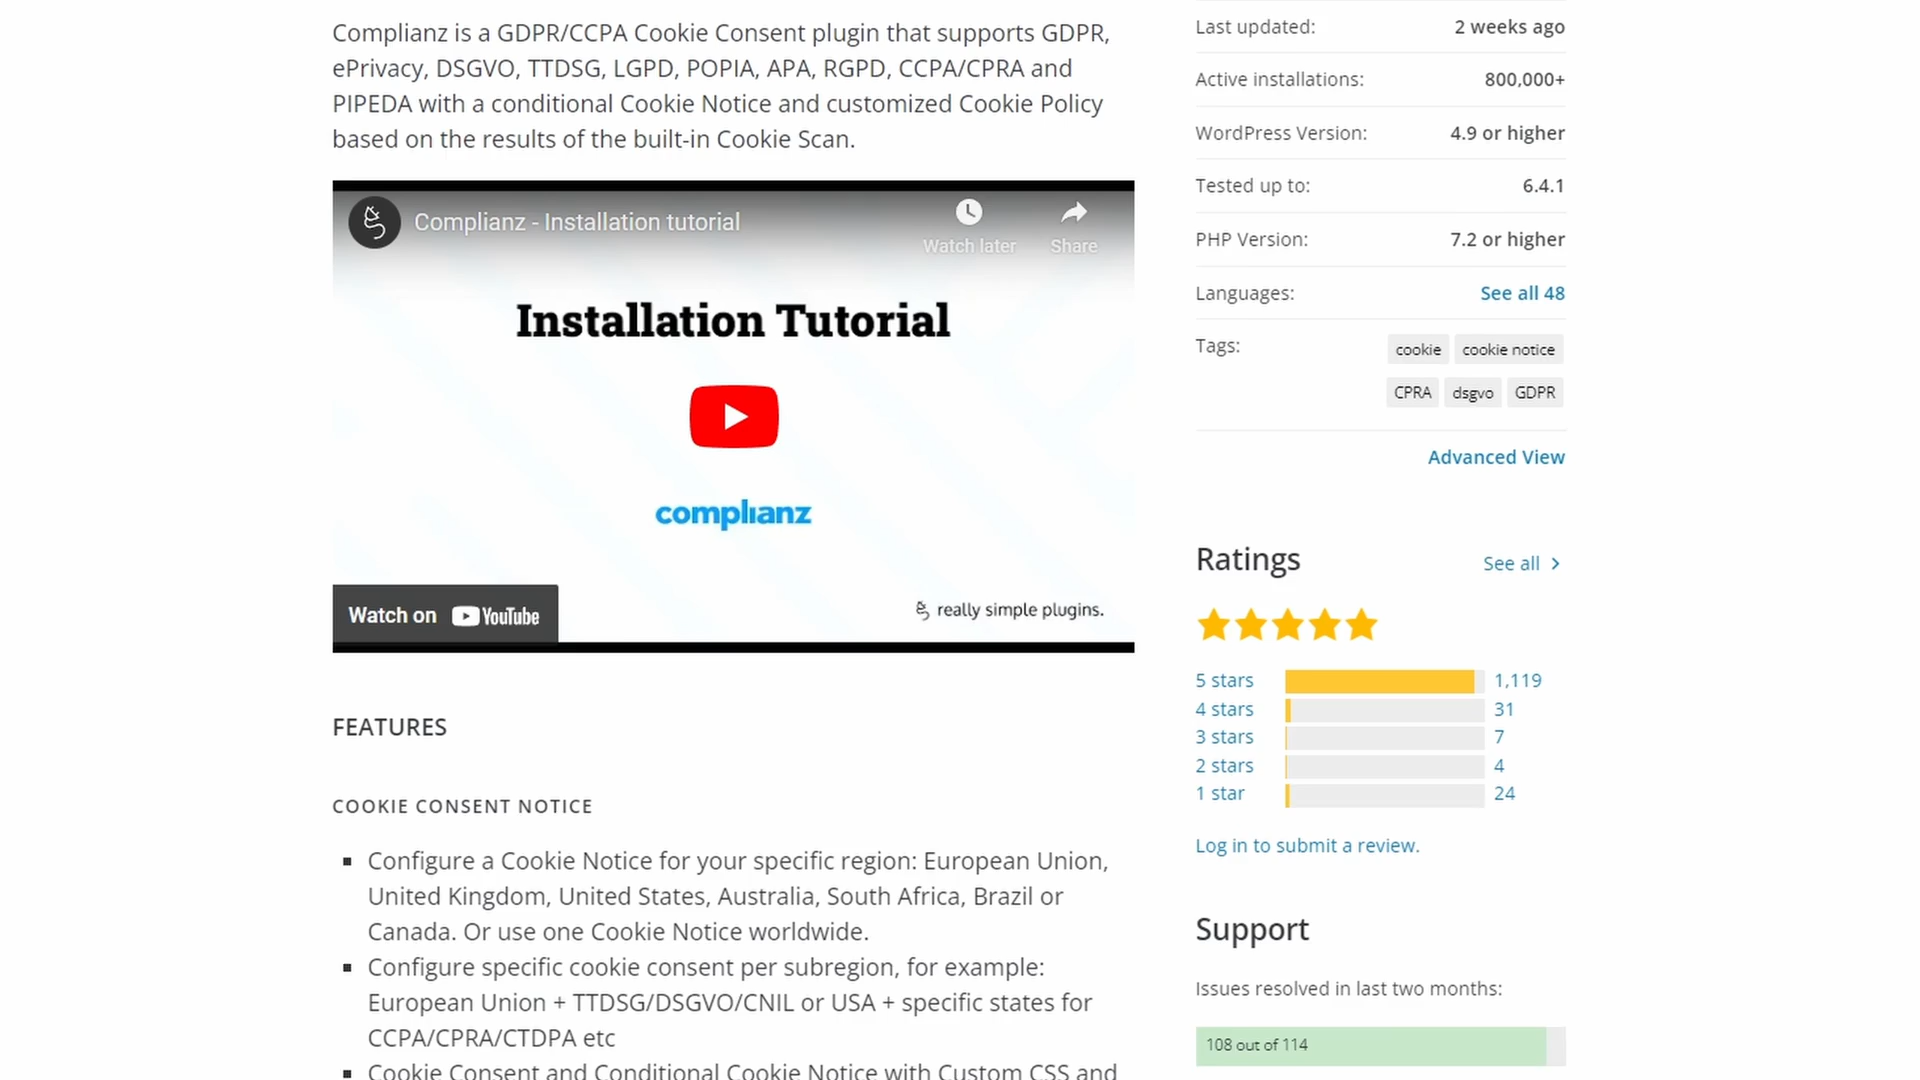 Complianz is a GDPR/CCPA Cookie Consent plugin that supports GDPR,
ePrivacy, DSGVO, TTDSG, LGPD, POPIA, APA, RGPD, CCPA/CPRA and
PIPEDA with a conditional Cookie Notice and customized Cookie Policy
based on the results of the built-in Cookie Scan.
Complianz - Installation tutorial
Watch later
Share
Installation Tutorial
complianz
Watch on YouTube
really simple plugins.
FEATURES
COOKIE CONSENT NOTICE
Configure a Cookie Notice for your specific region: European Union,
United Kingdom, United States, Australia, South Africa, Brazil or
Canada. Or use one Cookie Notice worldwide.
Configure specific cookie consent per subregion, for example:
European Union + TTDSG/DSGVO/CNIL or USA + specific states for
CCPA/CPRA/CTDPA etc
Cookie Consent and Conditional Cookie Notice with Custom CSS and
Last updated: 2 weeks ago
Active installations: 800,000+
WordPress Version: 4.9 or higher
Tested up to: 6.4.1
PHP Version: 7.2 or higher
Languages: See all 48
Tags: cookie cookie notice
CPRA dsgvo GDPR
Advanced View
Ratings See all
5 stars 1,119
4 stars 31
3 stars 7
2 stars 4
1 star 24
Log in to submit a review.
Support
Issues resolved in last two months:
108 out of 114